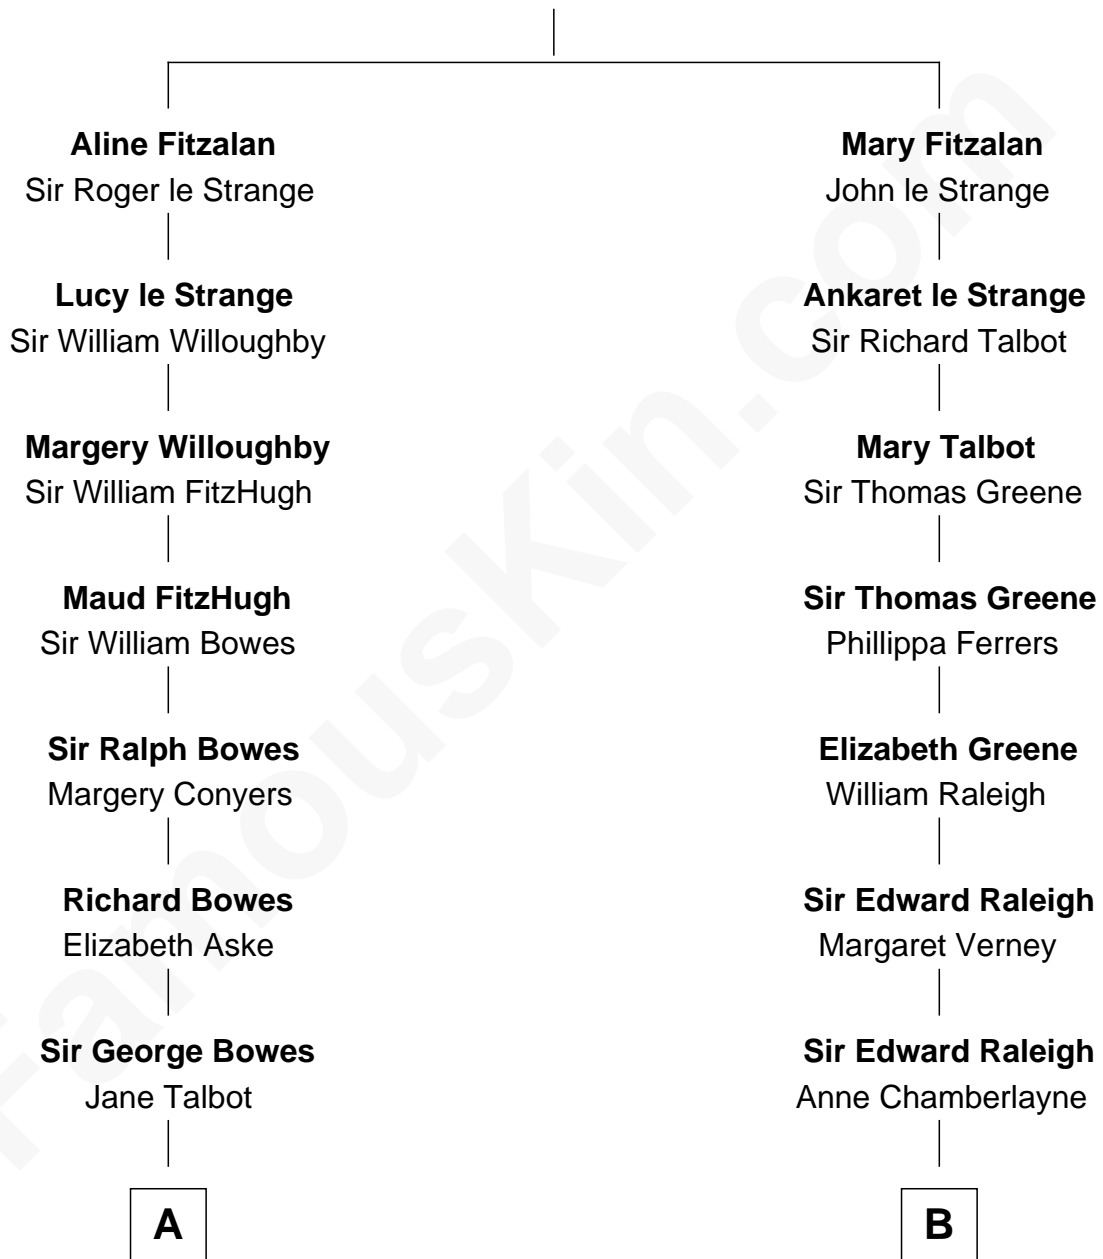 Aline Fitzalan
Sir Roger le Strange
Lucy le Strange
Sir William Willoughby
Margery Willoughby
Sir William FitzHugh
Maud FitzHugh
Sir William Bowes
Sir Ralph Bowes
Margery Conyers
Richard Bowes
Elizabeth Aske
Sir George Bowes
Jane Talbot
A
Mary Fitzalan
John le Strange
Ankaret le Strange
Sir Richard Talbot
Mary Talbot
Sir Thomas Greene
Sir Thomas Greene
Phillippa Ferrers
Elizabeth Greene
William Raleigh
Sir Edward Raleigh
Margaret Verney
Sir Edward Raleigh
Anne Chamberlayne
B
FamousKin.com